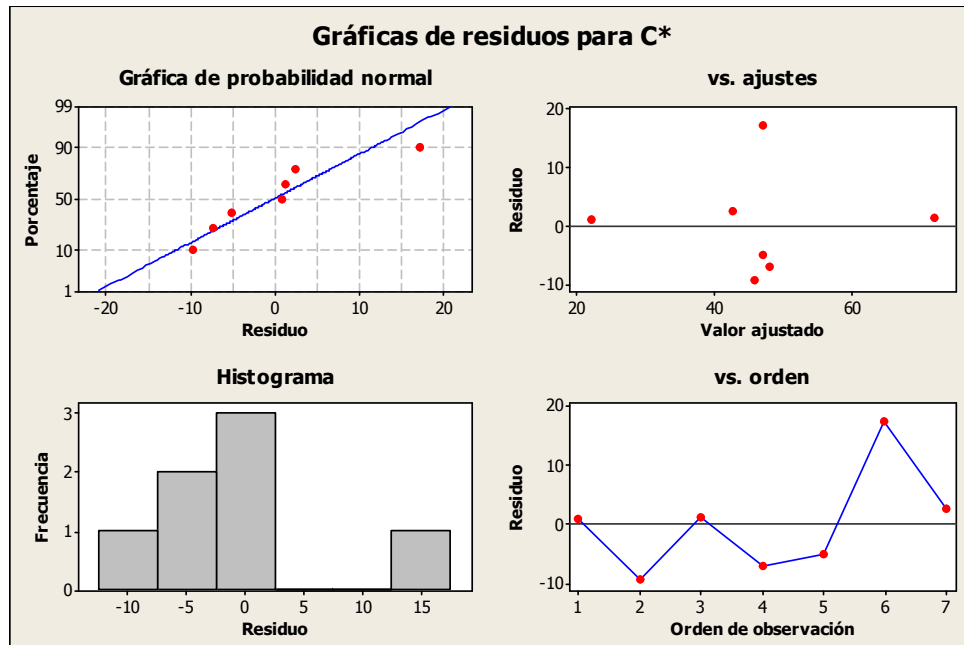 Gráficas de residuos para C*
Gráfica de probabilidad normal
99
90
50
10
1
Porcentaje
-20 -10 0 10 20
Residuo
vs. ajustes
20
10
0
-10
Residuo
20 40 60
Valor ajustado
Histograma
3
2
1
0
Frecuencia
-10 -5 0 5 10 15
Residuo
vs. orden
20
10
0
-10
Residuo
1 2 3 4 5 6 7
Orden de observación